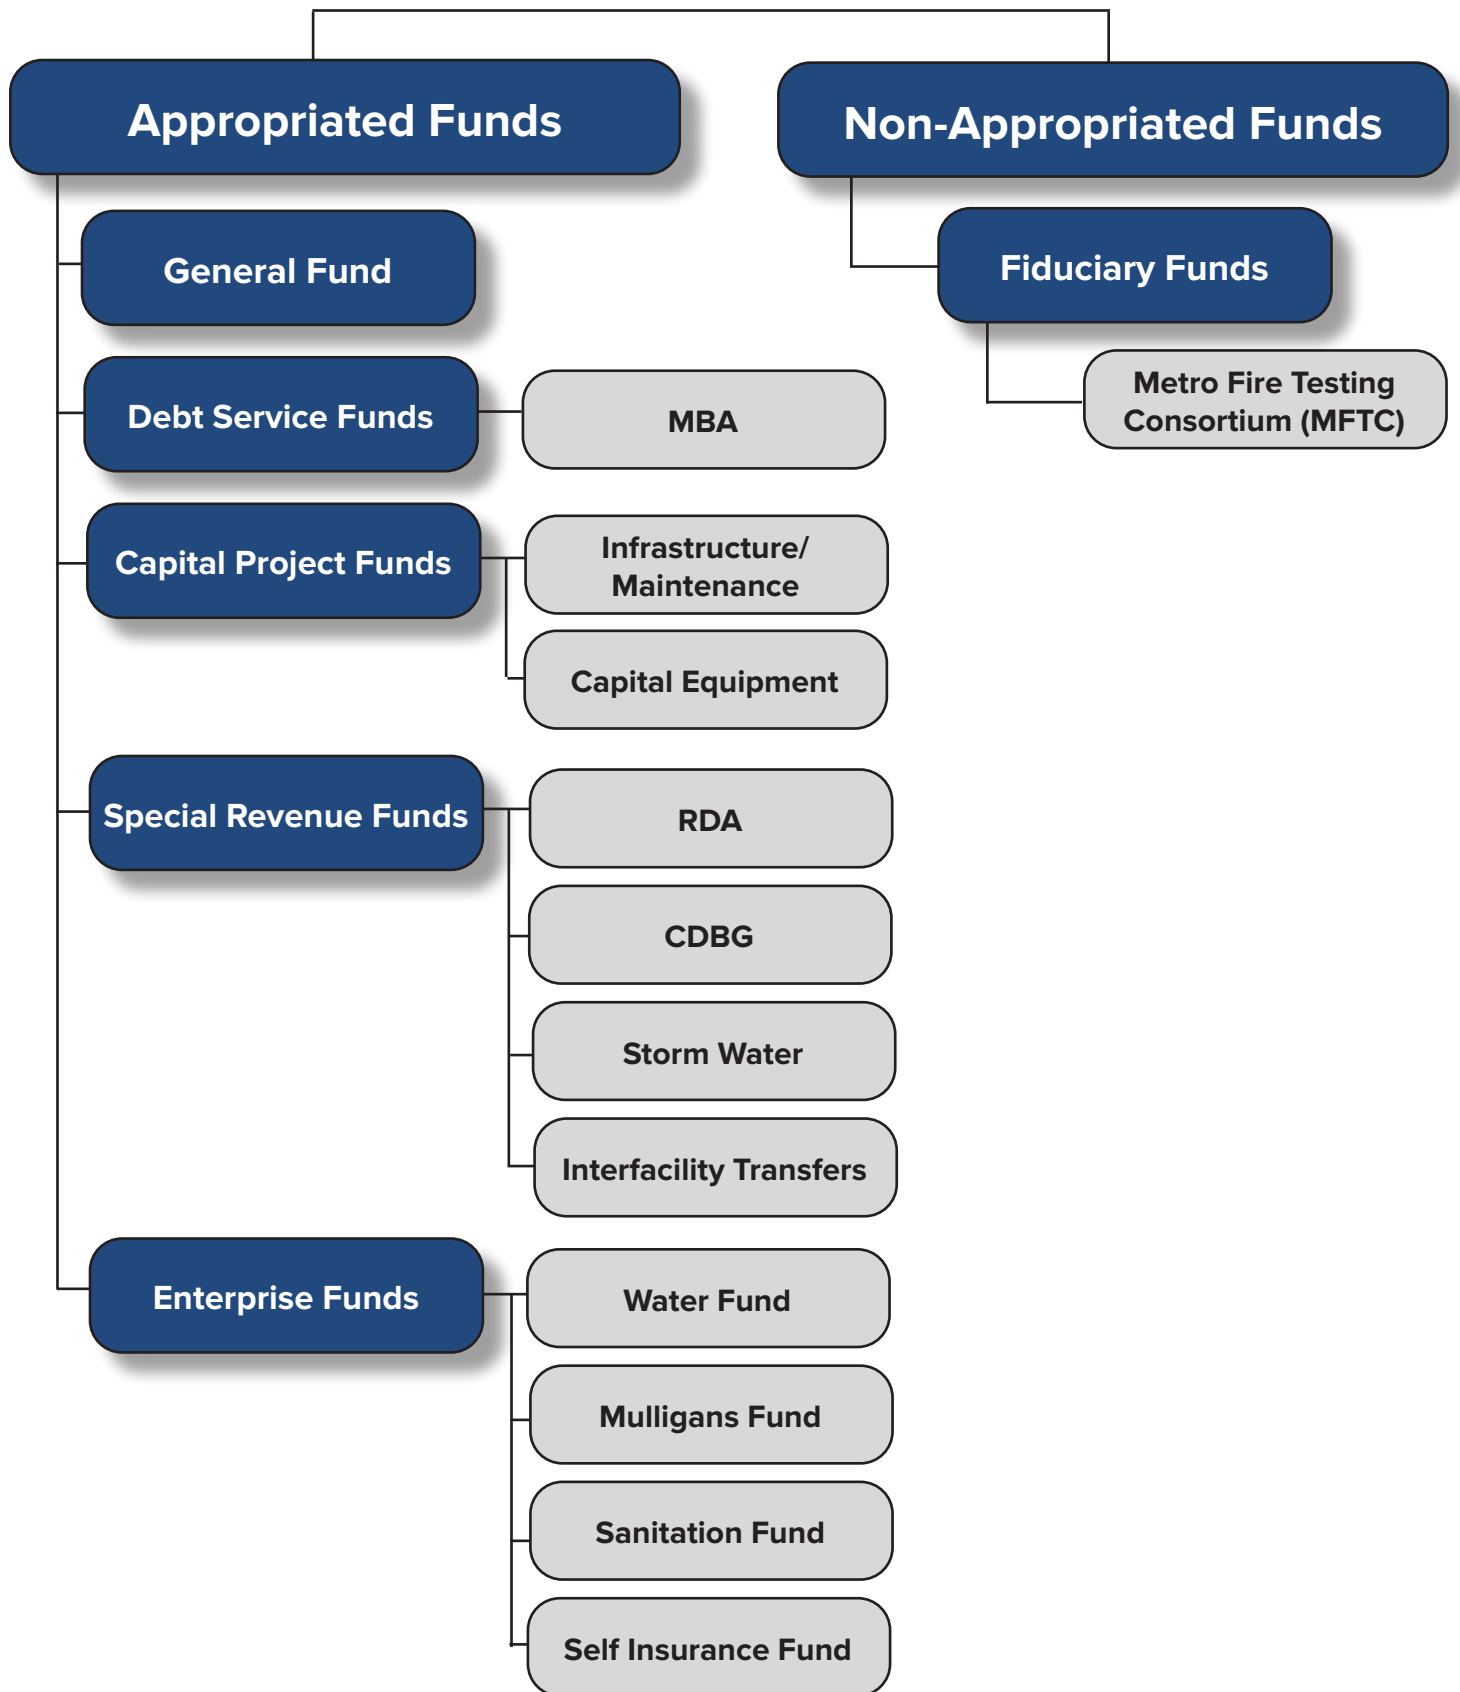 Appropriated Funds
Non-Appropriated Funds
General Fund
Fiduciary Funds
Metro Fire Testing
Consortium (MFTC)
Debt Service Funds
MBA
Capital Project Funds
Infrastructure/
Maintenance
Capital Equipment
Special Revenue Funds
RDA
CDBG
Storm Water
Interfacility Transfers
Enterprise Funds
Water Fund
Mulligans Fund
Sanitation Fund
Self Insurance Fund